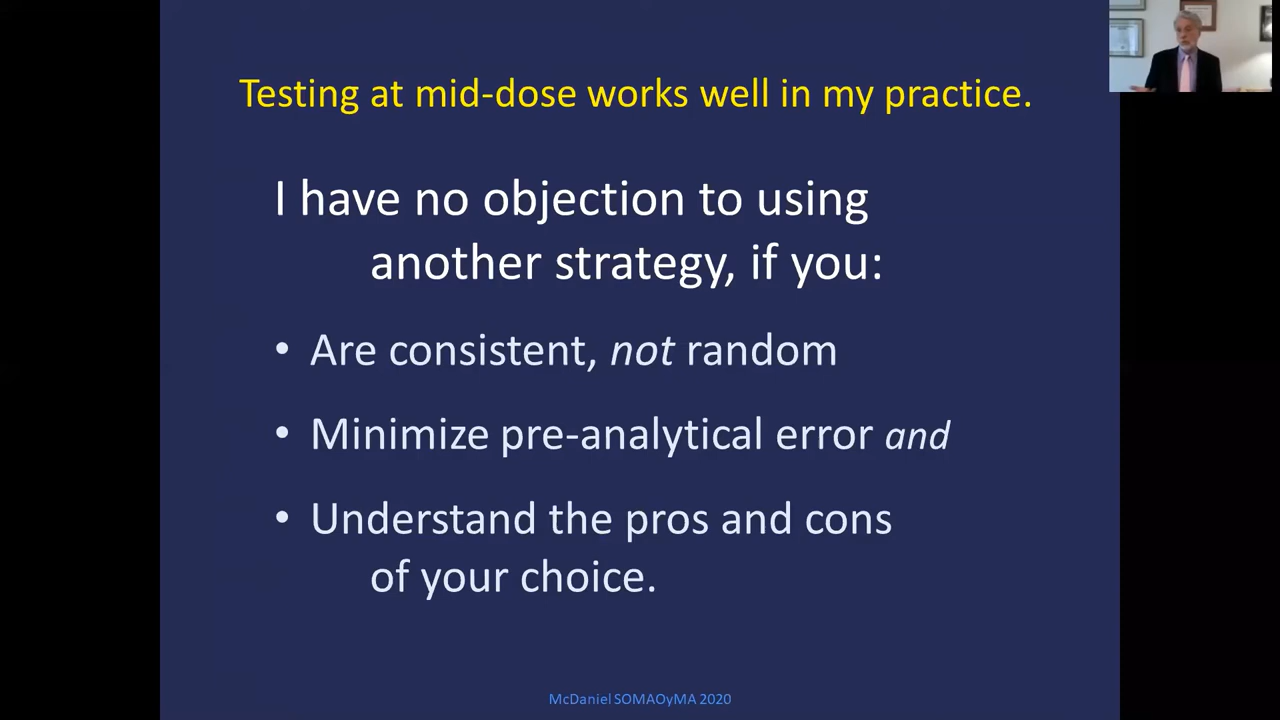 Testing at mid-dose works well in my practice.
I have no objection to using
another strategy, if you:
• Are consistent, not random
• Minimize pre-analytical error and
• Understand the pros and cons
of your choice.
McDaniel SOMAOyMA 2020